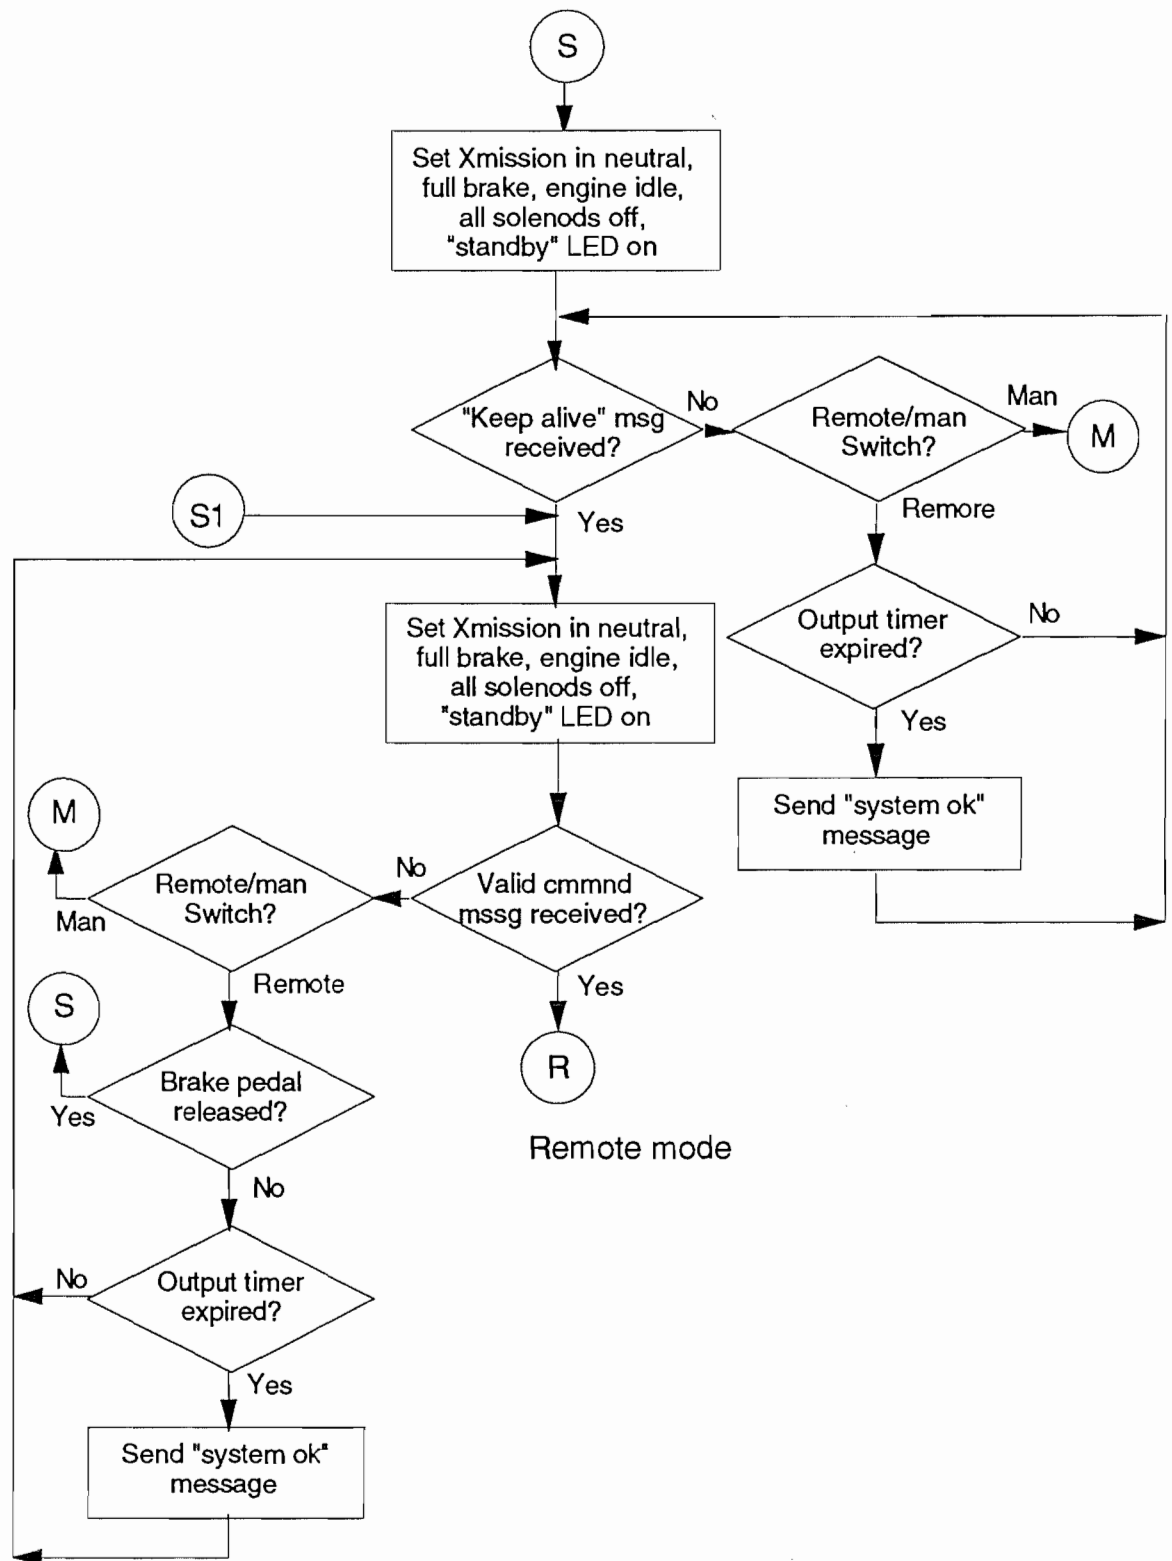 S
Set Xmission in neutral,
full brake, engine idle,
all solenods off,
"standby" LED on
"Keep alive" msg
received?
No
Remote/man
Switch?
Man
M
S1
Yes
Remore
Output timer
expired?
No
Yes
Send "system ok"
message
Set Xmission in neutral,
full brake, engine idle,
all solenods off,
"standby" LED on
Valid cmmnd
mssg received?
No
Yes
R
Remote mode
Remote/man
Switch?
Man
M
Remote
Brake pedal
released?
Yes
S
No
Output timer
expired?
No
Yes
Send "system ok"
message